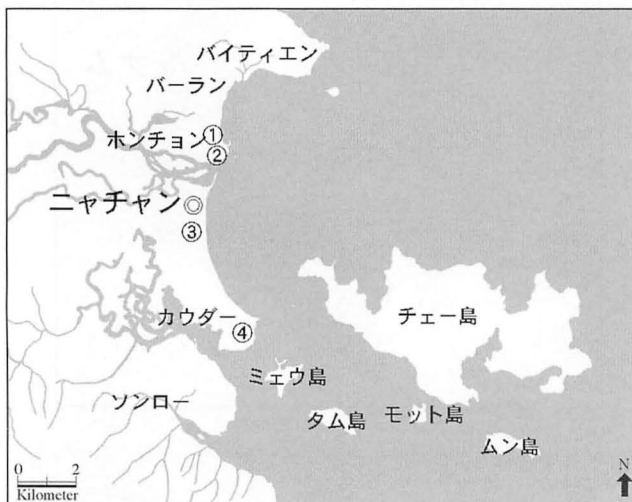 バイティエン
バーラン
ホンチョン ①
②
ニャチャン ◎
③
チェー島
カウダー ④
ミェウ島
ソンロー
タム島
モット島
ムン島
0 2
Kilometer
N